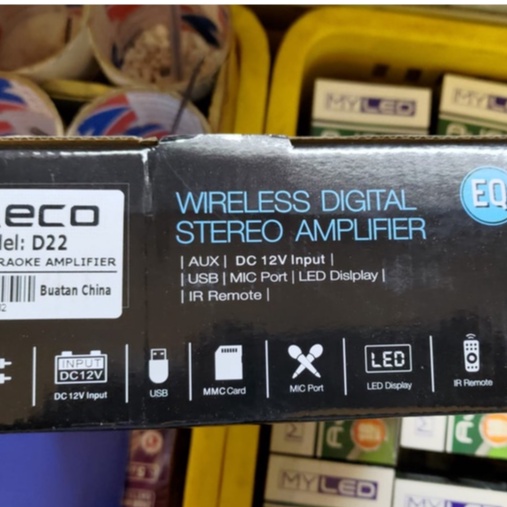 MYLED
MYLED
eco
el: D22
RAOKE AMPLIFIER
Buatan China
WIRELESS DIGITAL
STEREO AMPLIFIER
| AUX | DC 12V Input |
| USB | MIC Port | LED Dislplay |
| IR Remote |
EQ
INPUT
DC12V
LED
DC 12V Input
USB
MMC Card
MIC Port
LED Display
IR Remote
MYLED
MYLED